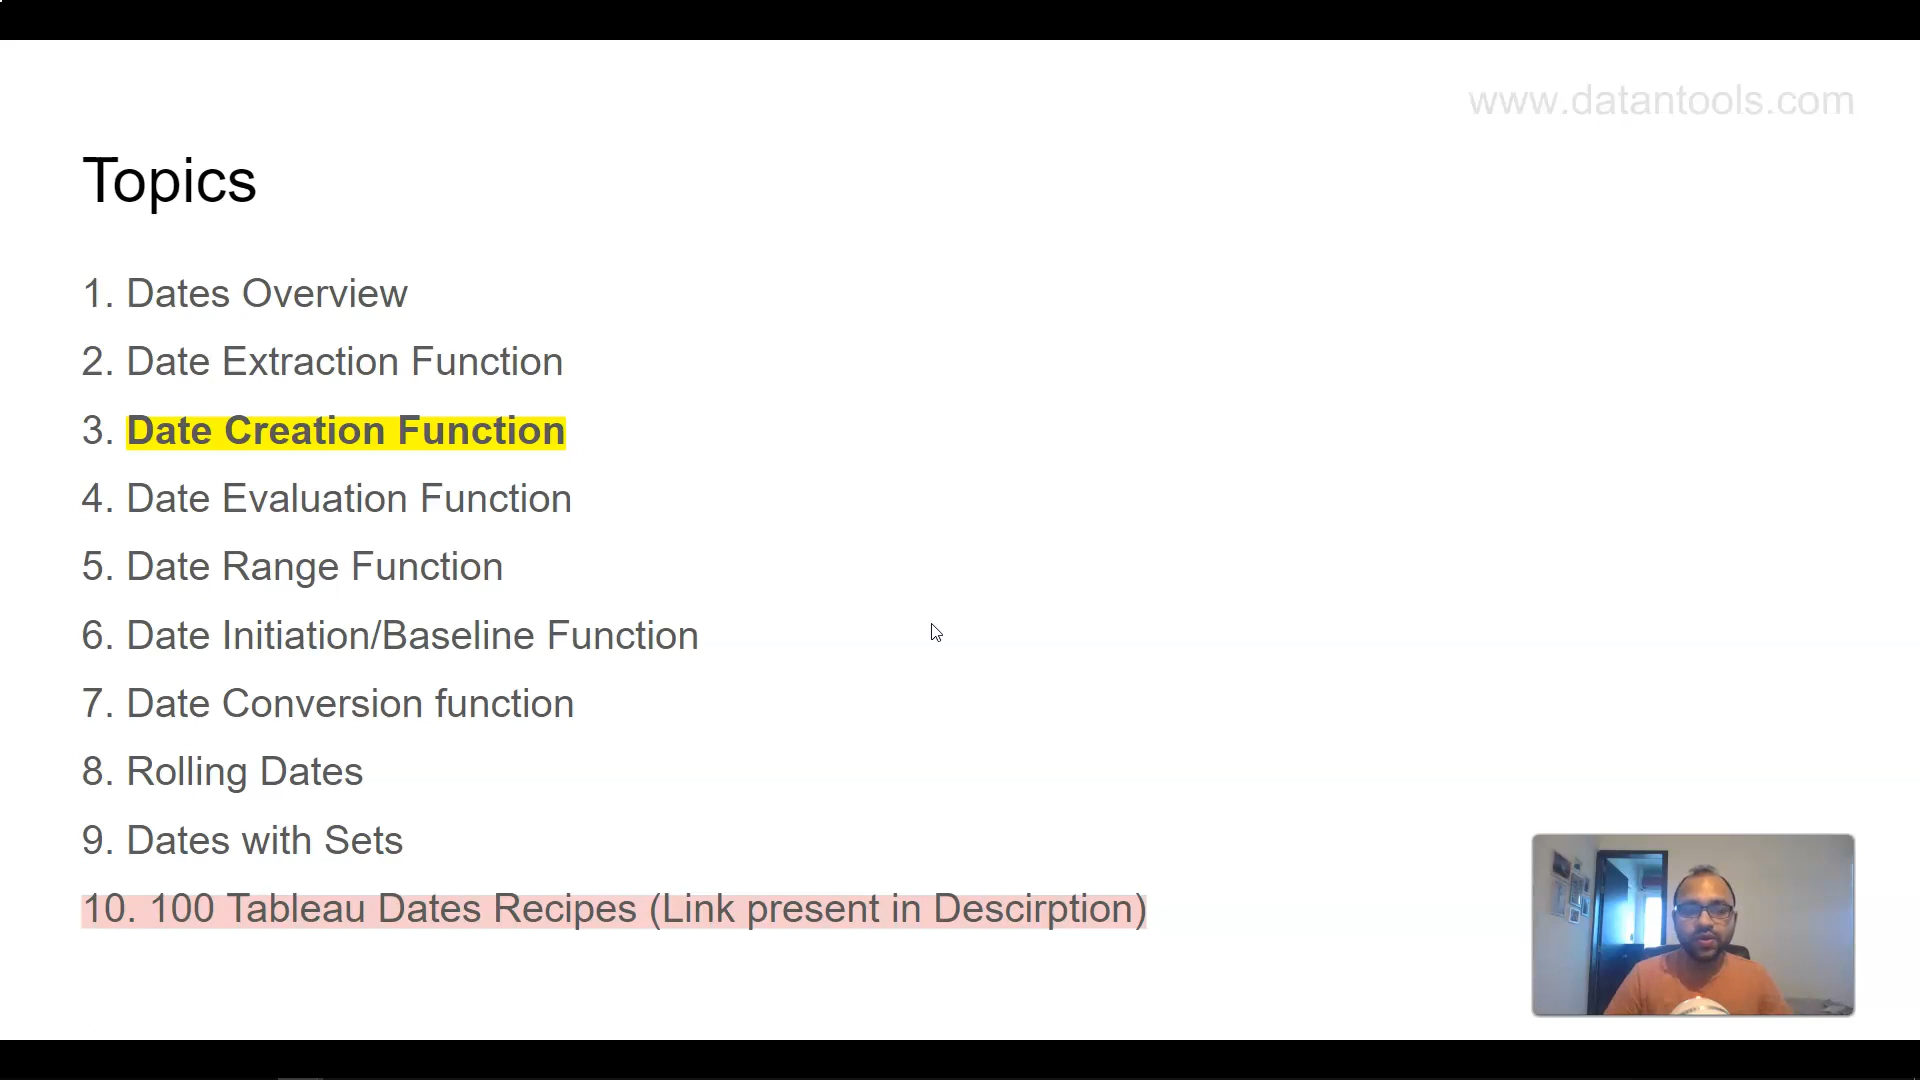 www.datantools.com
Topics
1. Dates Overview
2. Date Extraction Function
3. Date Creation Function
4. Date Evaluation Function
5. Date Range Function
6. Date Initiation/Baseline Function
7. Date Conversion function
8. Rolling Dates
9. Dates with Sets
10. 100 Tableau Dates Recipes (Link present in Descirption)